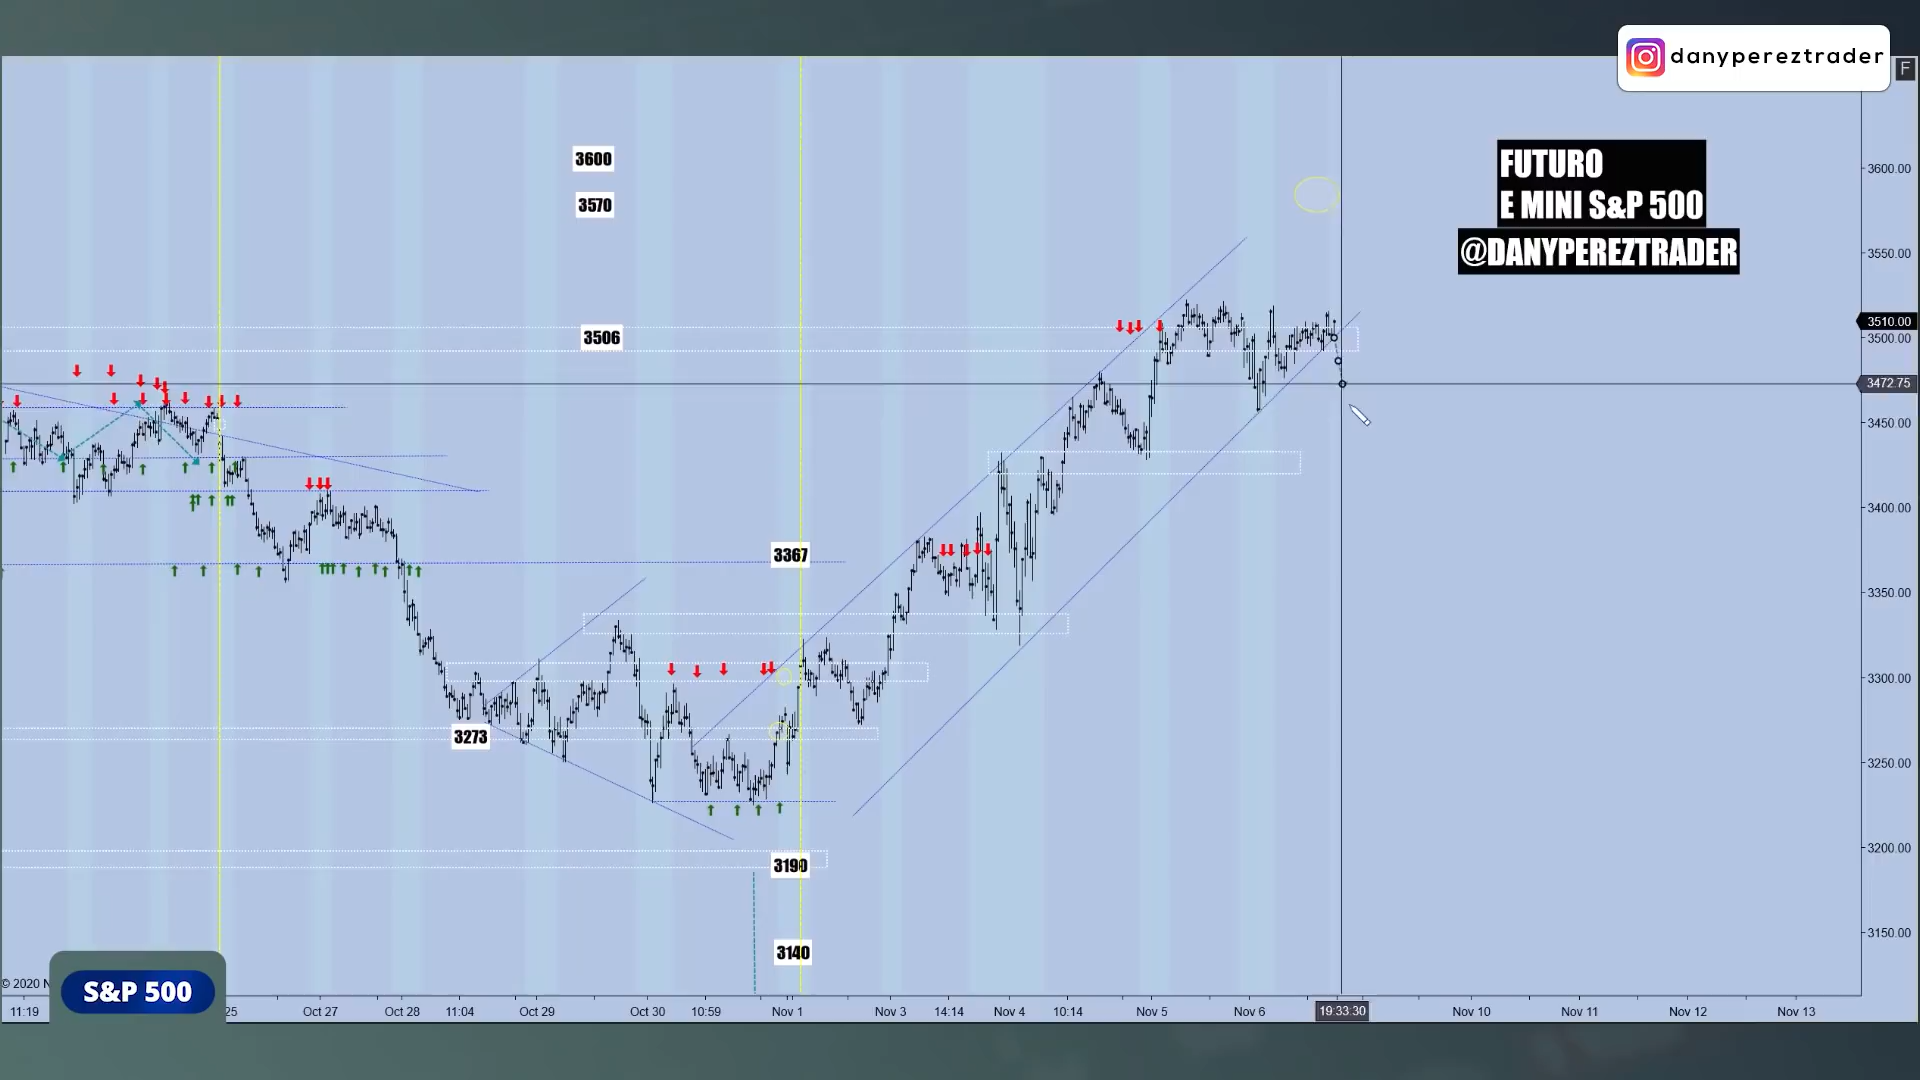 danypereztrader
F
FUTURO
E MINI S&P 500
@DANYPEREZTRADER
3600
3570
3506
3367
3273
3190
3140
3600.00
3550.00
3510.00
3500.00
3472.75
3450.00
3400.00
3350.00
3300.00
3250.00
3200.00
3150.00
© 2020 N
S&P 500
11:19
25
Oct 27
Oct 28
11:04
Oct 29
Oct 30
10:59
Nov 1
Nov 3
14:14
Nov 4
10:14
Nov 5
Nov 6
19:33:30
Nov 10
Nov 11
Nov 12
Nov 13